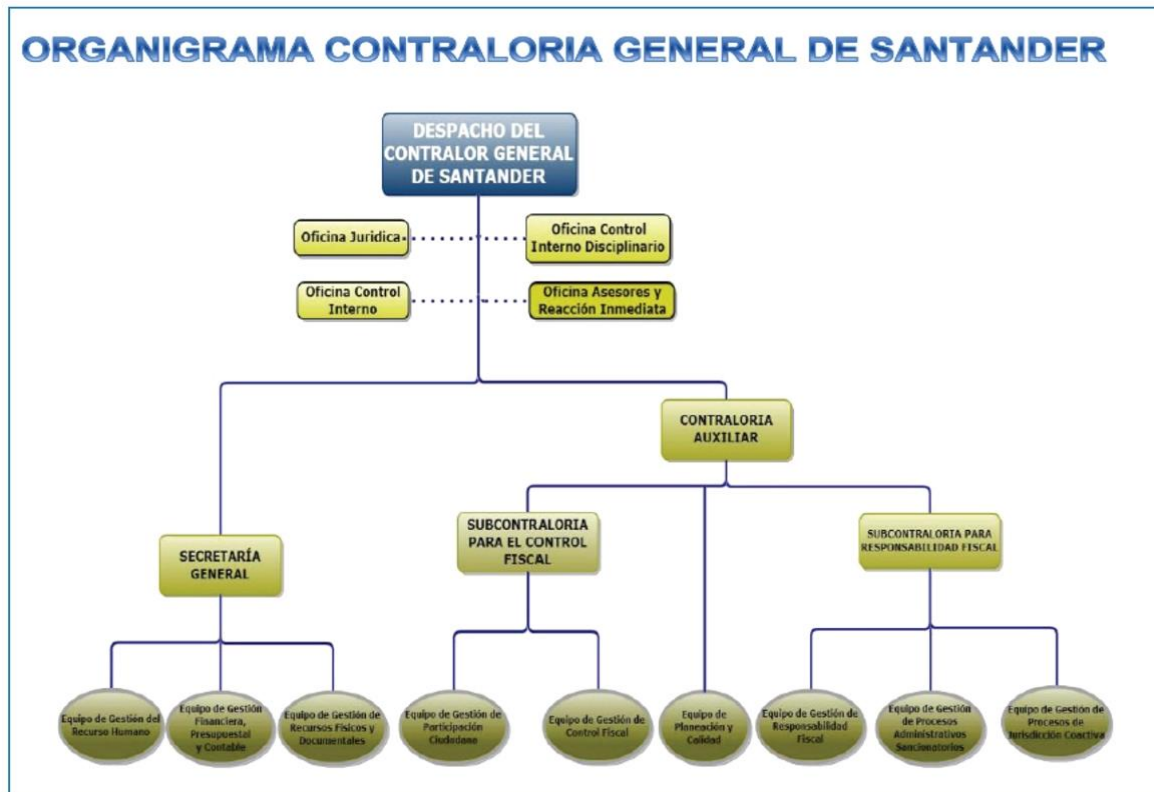 ORGANIGRAMA CONTRALORIA GENERAL DE SANTANDER
DESPACHO DEL
CONTRALOR GENERAL
DE SANTANDER
Oficina Juridica
Oficina Control
Interno Disciplinario
Oficina Control
Interno
Oficina Asesores y
Reacción Inmediata
CONTRALORIA
AUXILIAR
SECRETARÍA
GENERAL
SUBCONTRALORIA
PARA EL CONTROL
FISCAL
SUBCONTRALORIA PARA
RESPONSABILIDAD FISCAL
Equipo de Gestión del
Recurso Humano
Equipo de Gestión
Financiera,
Presupuestal
y Contable
Equipo de Gestión de
Recursos Físicos y
Documentales
Equipo de Gestión de
Participación
Ciudadana
Equipo de Gestión de
Control Fiscal
Equipo de
Planeación y
Calidad
Equipo de Gestión de
Responsabilidad
Fiscal
Equipo de Gestión
de Procesos
Administrativos
Sancionatorios
Equipo de Gestión de
Procesos de
Jurisdicción Coactiva